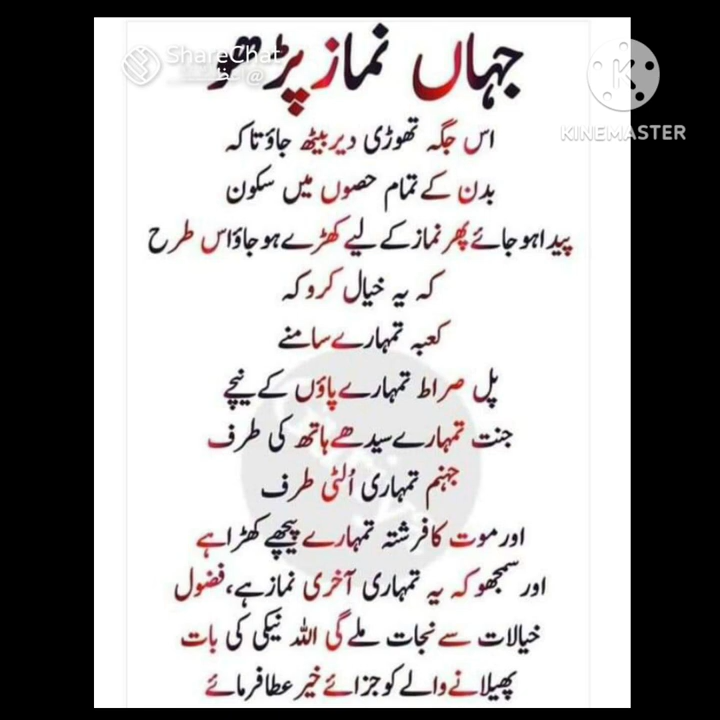 جہاں نماز پڑھو
ShareChat
KINEMASTER
اس جگہ تھوڑی دیر بیٹھ جاؤ تاکہ
بدن کے تمام حصوں میں سکون
پیدا ہو جائے پھر نماز کے لیے کھڑے ہو جاؤ اس طرح
کہ یہ خیال کرو کہ
کعبہ تمہارے سامنے
پل صراط تمہارے پاؤں کے نیچے
جنت تمہارے سیدھے ہاتھ کی طرف
جہنم تمہاری اُلٹی طرف
اور موت کا فرشتہ تمہارے پیچھے کھڑا ہے
اور سمجھو کہ یہ تمہاری آخری نماز ہے، فضول
خیالات سے نجات ملے گی اللہ نیکی کی بات
پھیلانے والے کو جزائے خیر عطا فرمائے